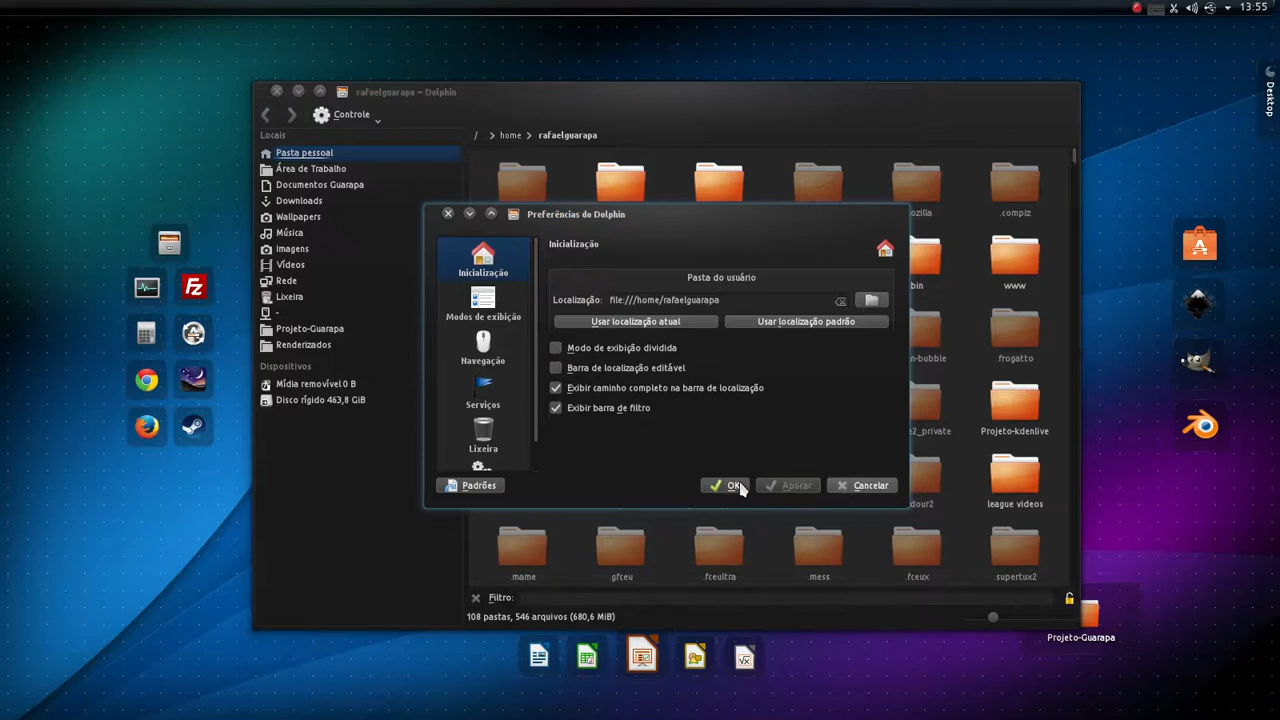 13:55
Desktop
rafaelguarapa – Dolphin
Controle
Locais
/ > home > rafaelguarapa
Pasta pessoal
Área de Trabalho
Documentos Guarapa
Downloads
Wallpapers
Música
Imagens
Vídeos
Rede
Lixeira
-
Projeto-Guarapa
Renderizados
Dispositivos
Mídia removível 0 B
Disco rígido 463,8 GiB
.compiz
www
.frogatto
Projeto-kdenlive
league videos
Preferências do Dolphin
Inicialização
Modos de exibição
Navegação
Serviços
Lixeira
Inicialização
Pasta do usuário
Localização: file:///home/rafaelguarapa
Usar localização atual
Usar localização padrão
Modo de exibição dividida
Barra de localização editável
Exibir caminho completo na barra de localização
Exibir barra de filtro
Padrões
OK
Aplicar
Cancelar
.mame
.gfceu
.fceultra
.mess
.fceux
.supertux2
Filtro:
108 pastas, 546 arquivos (680,6 MiB)
Projeto-Guarapa